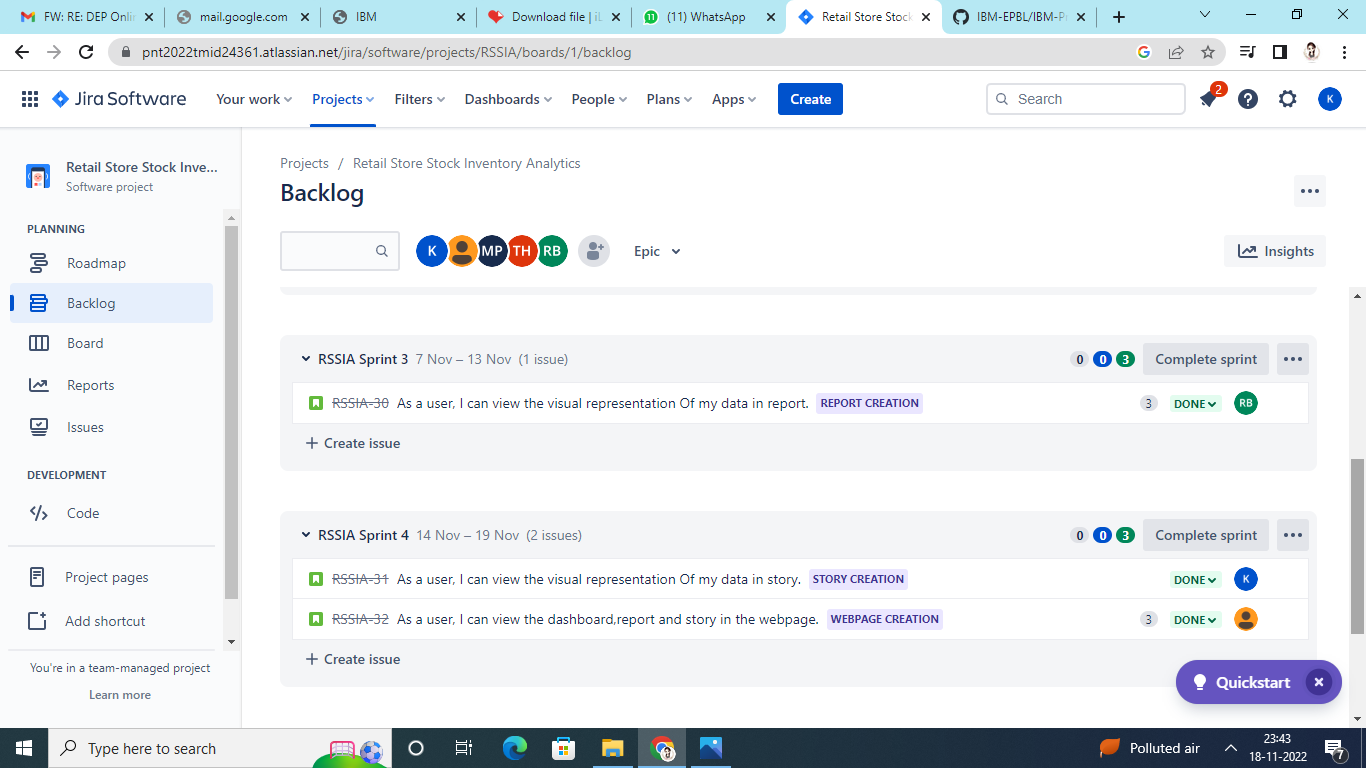 FW: RE: DEP Onlin
mail.google.com
IBM
Download file | iL
(11) WhatsApp
Retail Store Stock
IBM-EPBL/IBM-P
pnt2022tmid24361.atlassian.net/jira/software/projects/RSSIA/boards/1/backlog
Jira Software
Your work
Projects
Filters
Dashboards
People
Plans
Apps
Create
Search
2
K
Retail Store Stock Inve...
Software project
PLANNING
Roadmap
Backlog
Board
Reports
Issues
DEVELOPMENT
Code
Project pages
Add shortcut
You're in a team-managed project
Learn more
Projects / Retail Store Stock Inventory Analytics
Backlog
K MP TH RB
Epic
Insights
RSSIA Sprint 3 7 Nov – 13 Nov (1 issue) 0 0 3 Complete sprint
RSSIA-30 As a user, I can view the visual representation Of my data in report. REPORT CREATION 3 DONE RB
+ Create issue
RSSIA Sprint 4 14 Nov – 19 Nov (2 issues) 0 0 3 Complete sprint
RSSIA-31 As a user, I can view the visual representation Of my data in story. STORY CREATION DONE K
RSSIA-32 As a user, I can view the dashboard,report and story in the webpage. WEBPAGE CREATION 3 DONE
+ Create issue
Quickstart
Type here to search
Polluted air
23:43
18-11-2022
7